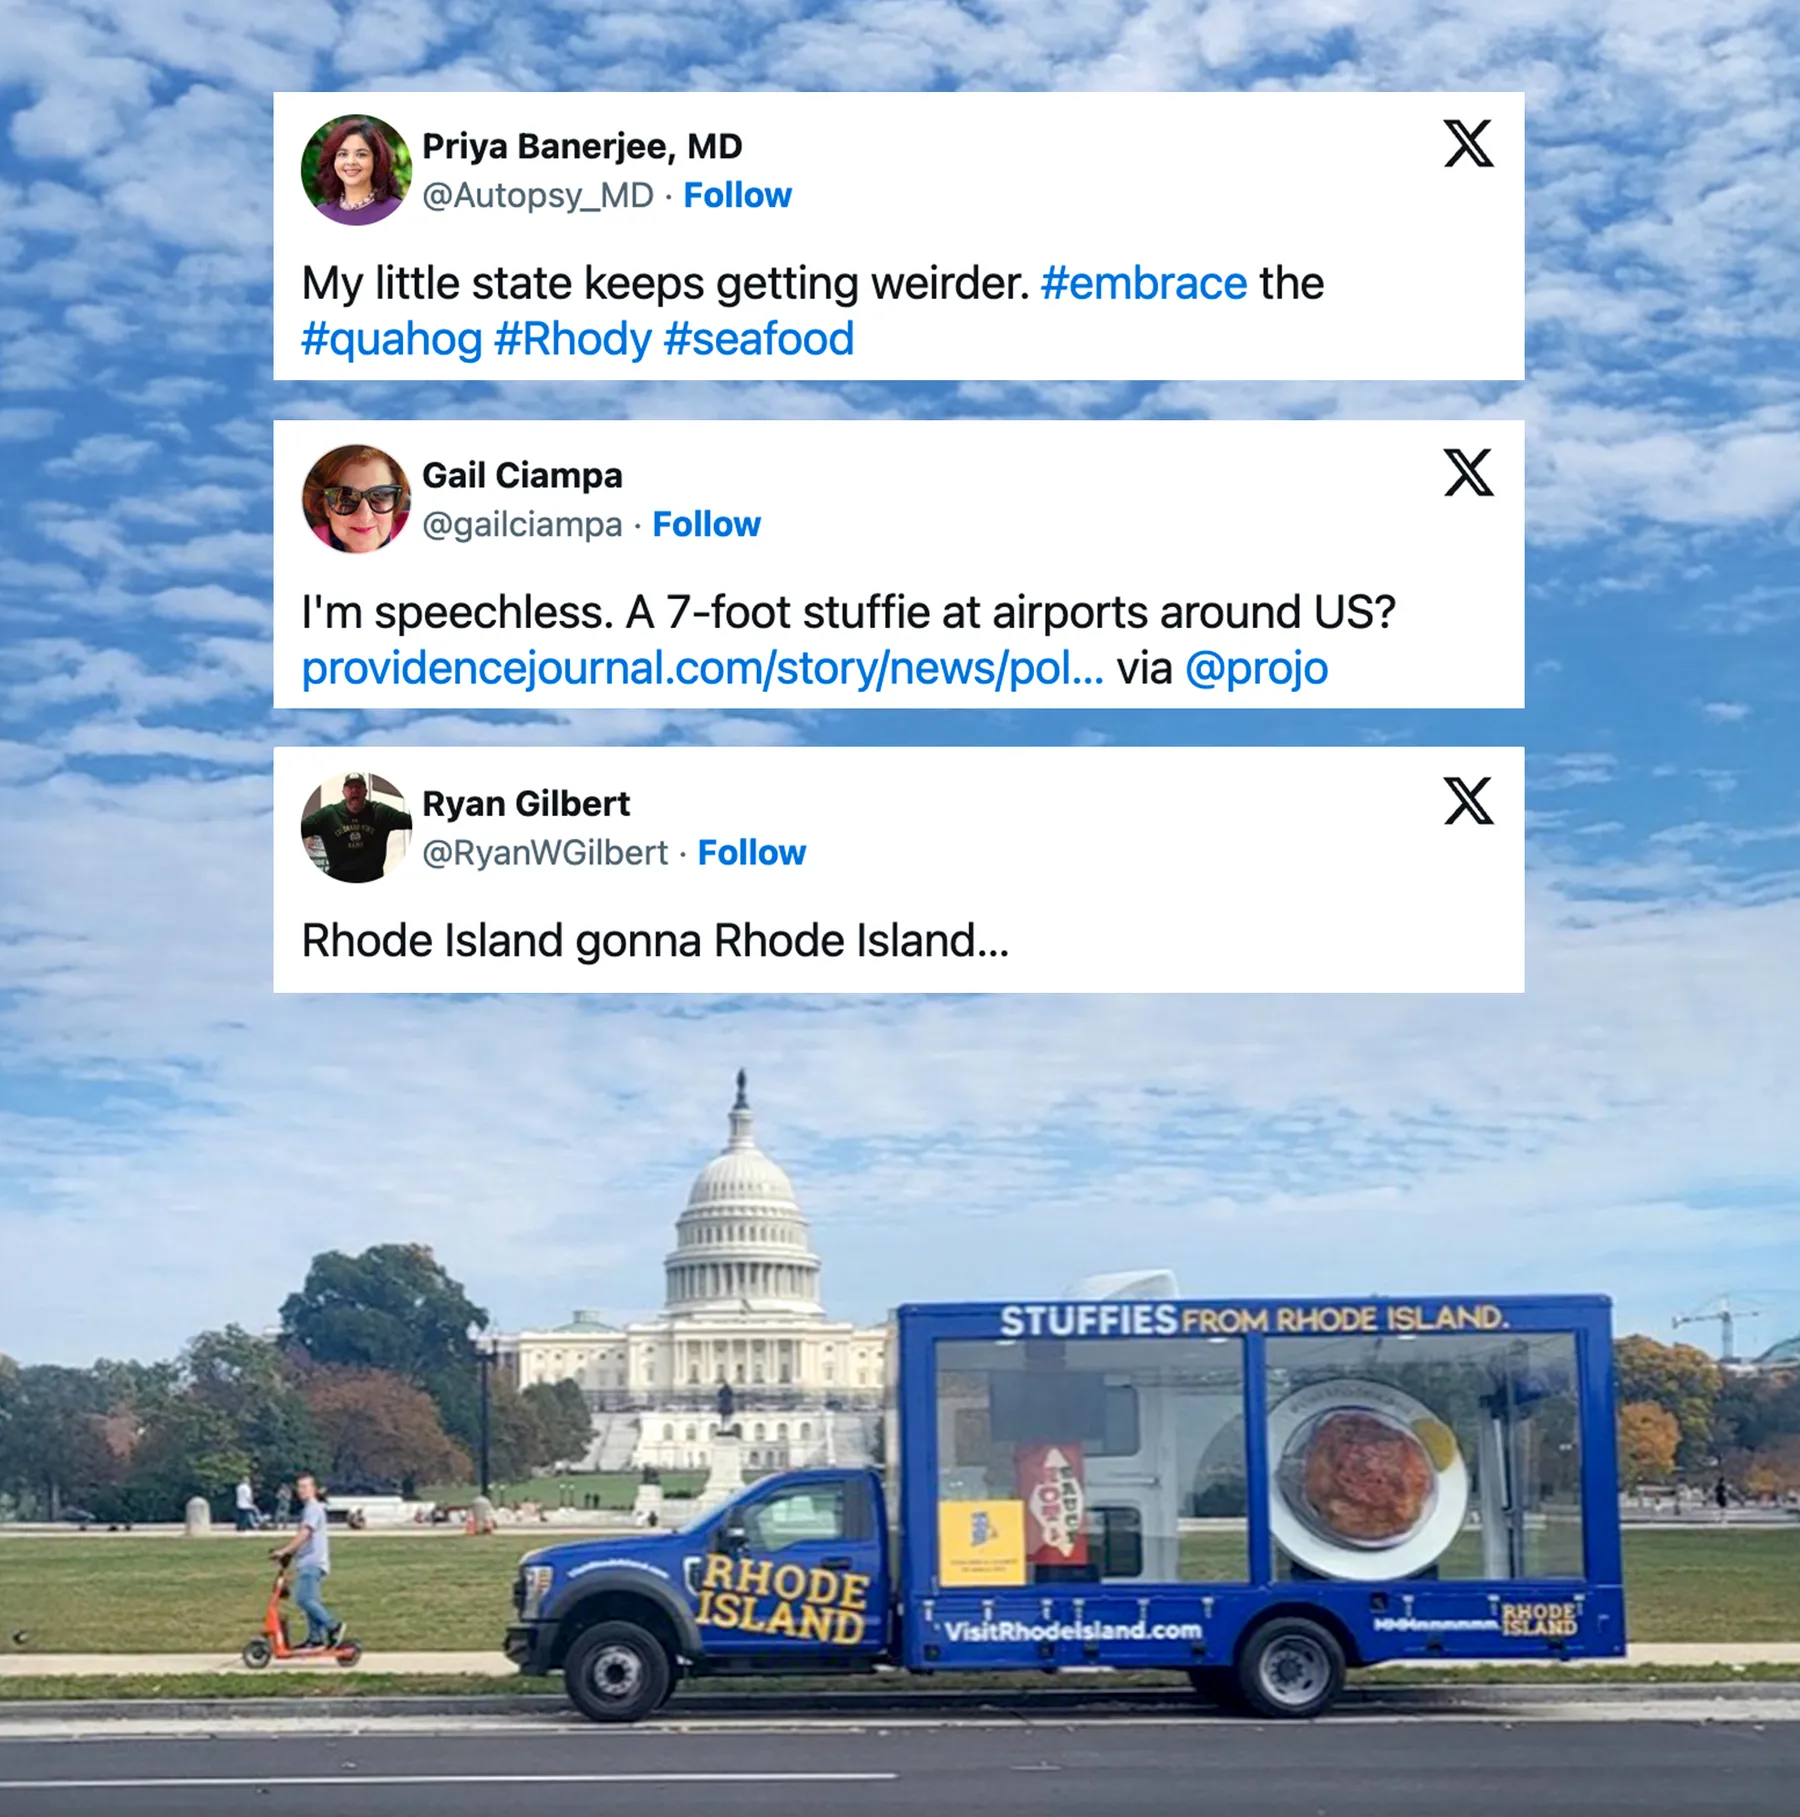 Priya Banerjee, MD
@Autopsy_MD · Follow
My little state keeps getting weirder. #embrace the
#quahog #Rhody #seafood
Gail Ciampa
@gailciampa · Follow
I'm speechless. A 7-foot stuffie at airports around US?
providencejournal.com/story/news/pol... via @projo
Ryan Gilbert
@RyanWGilbert · Follow
Rhode Island gonna Rhode Island...
STUFFIES FROM RHODE ISLAND.
RHODE
ISLAND
VisitRhodeIsland.com
RHODE
ISLAND